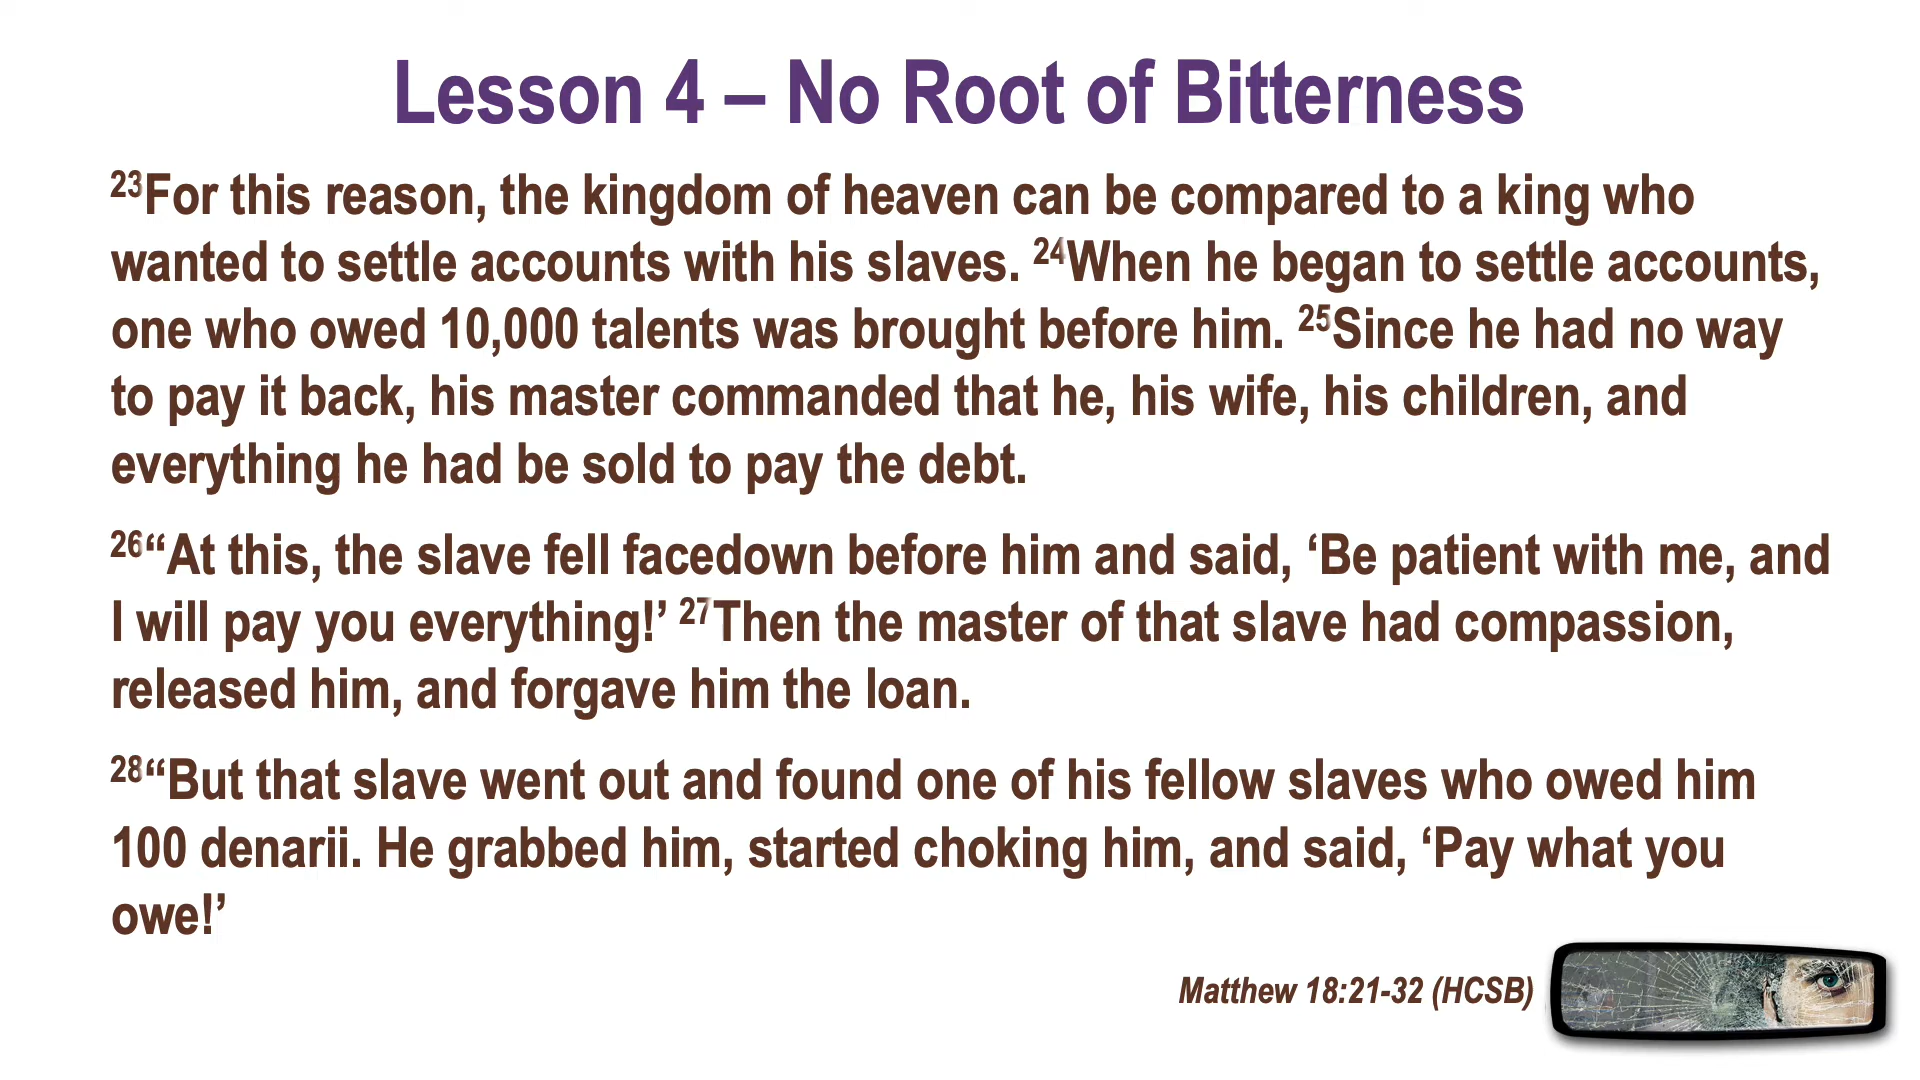 Lesson 4 – No Root of Bitterness
23For this reason, the kingdom of heaven can be compared to a king who
wanted to settle accounts with his slaves. 24When he began to settle accounts,
one who owed 10,000 talents was brought before him. 25Since he had no way
to pay it back, his master commanded that he, his wife, his children, and
everything he had be sold to pay the debt.
26“At this, the slave fell facedown before him and said, ‘Be patient with me, and
I will pay you everything!’ 27Then the master of that slave had compassion,
released him, and forgave him the loan.
28“But that slave went out and found one of his fellow slaves who owed him
100 denarii. He grabbed him, started choking him, and said, ‘Pay what you
owe!’
Matthew 18:21-32 (HCSB)